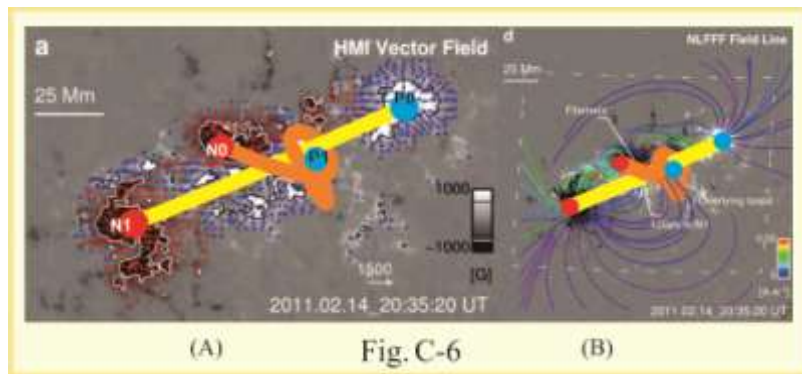 a
HMI Vector Field
25 Mm
P0
N0
P1
N1
1000
-1000
[G]
1500
2011.02.14_20:35:20 UT
d
NLFFF Field Line
25 Mm
Filament
Overlying loops
2011.02.14_20:35:20 UT
(A)
Fig. C-6
(B)